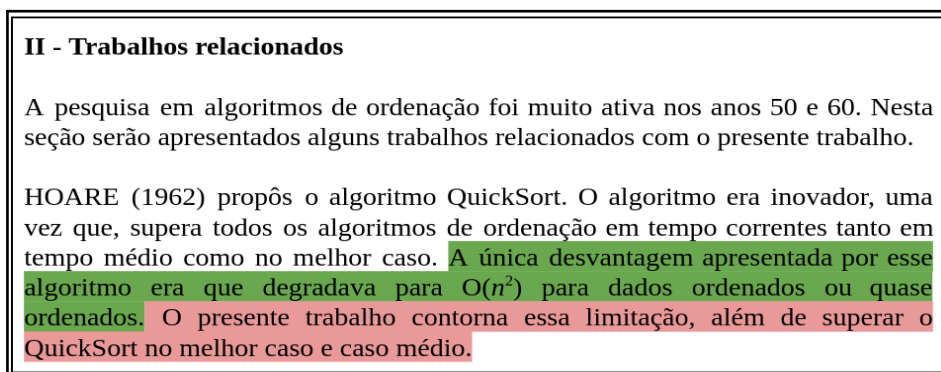 II - Trabalhos relacionados
A pesquisa em algoritmos de ordenação foi muito ativa nos anos 50 e 60. Nesta
seção serão apresentados alguns trabalhos relacionados com o presente trabalho.
HOARE (1962) propôs o algoritmo QuickSort. O algoritmo era inovador, uma
vez que, supera todos os algoritmos de ordenação em tempo correntes tanto em
tempo médio como no melhor caso. A única desvantagem apresentada por esse
algoritmo era que degradava para O(n²) para dados ordenados ou quase
ordenados. O presente trabalho contorna essa limitação, além de superar o
QuickSort no melhor caso e caso médio.